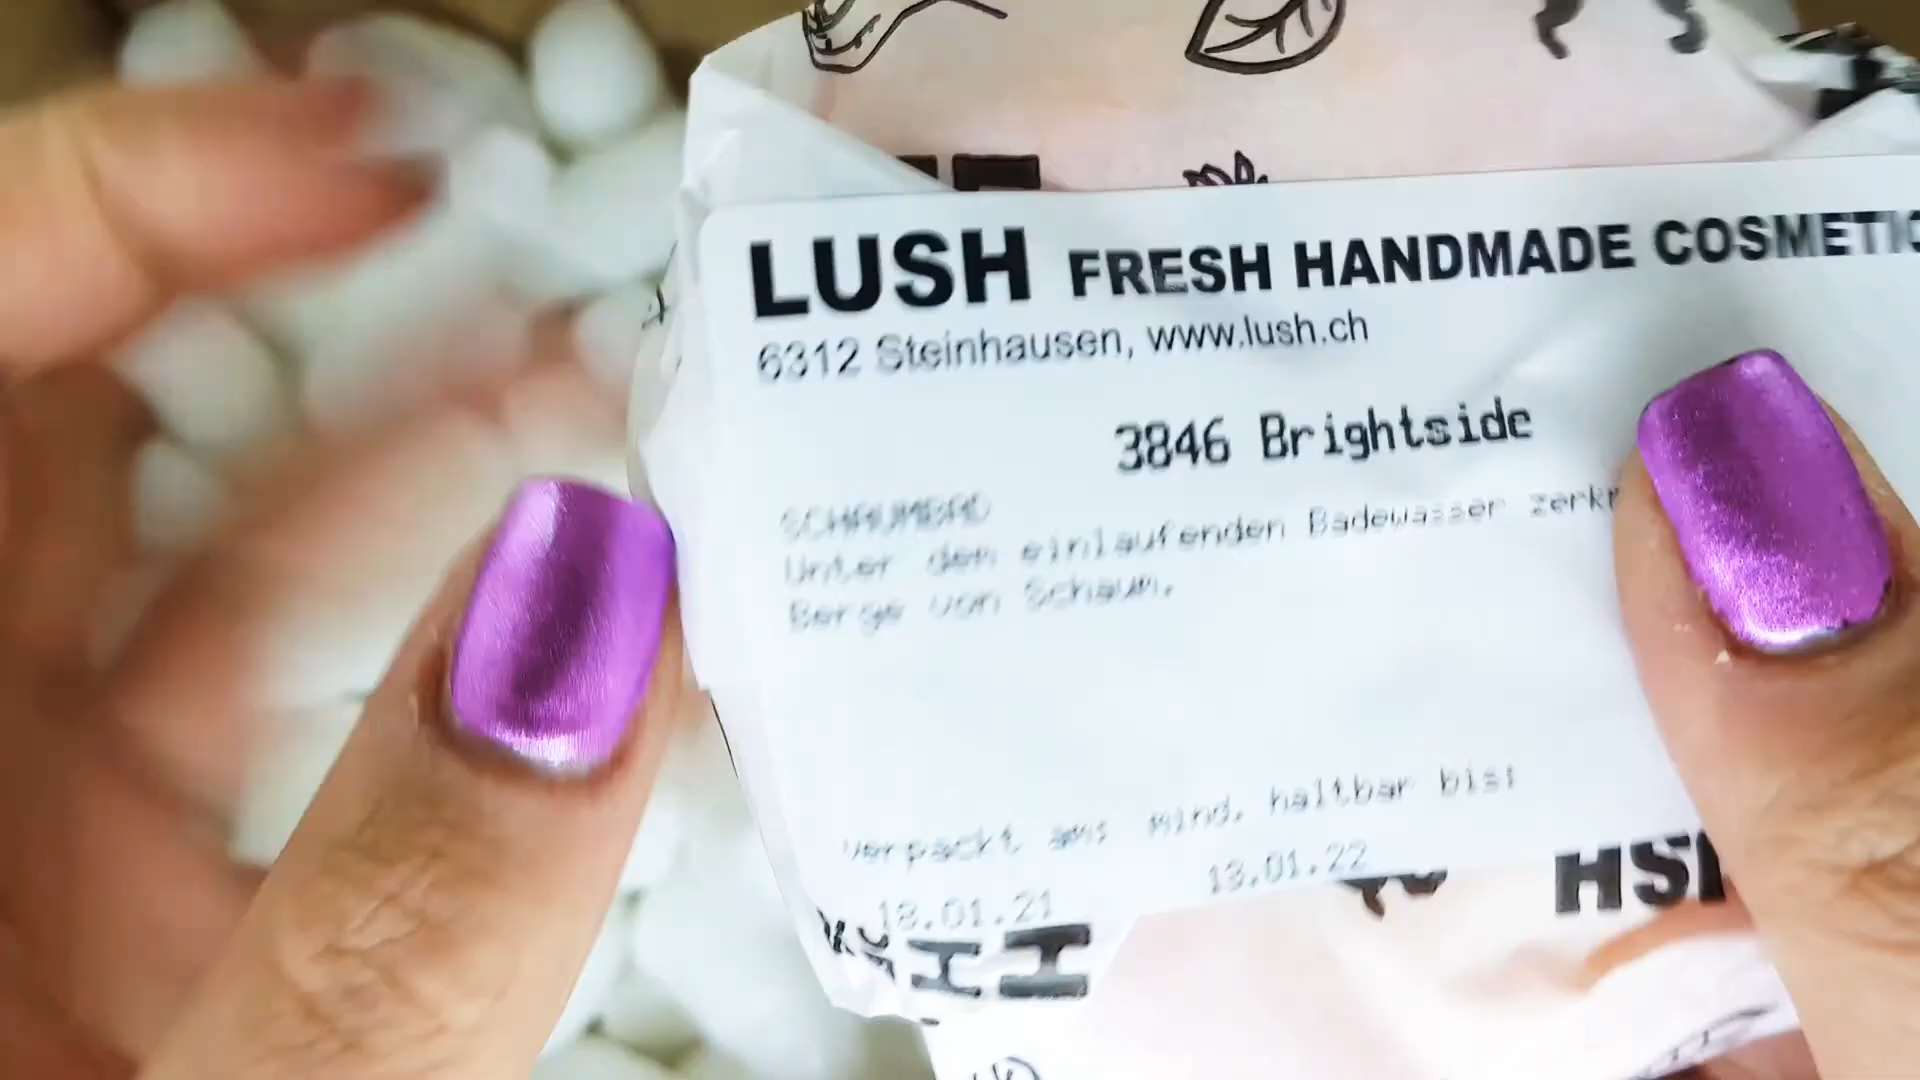 LUSH FRESH HANDMADE COSMETIC
6312 Steinhausen, www.lush.ch
3846 Brightside
SCHAUMBAD
Unter dem einlaufenden Badewasser zerkr
Berge von Schaum.
verpackt am: mind. haltbar bis:
18.01.21 13.01.22